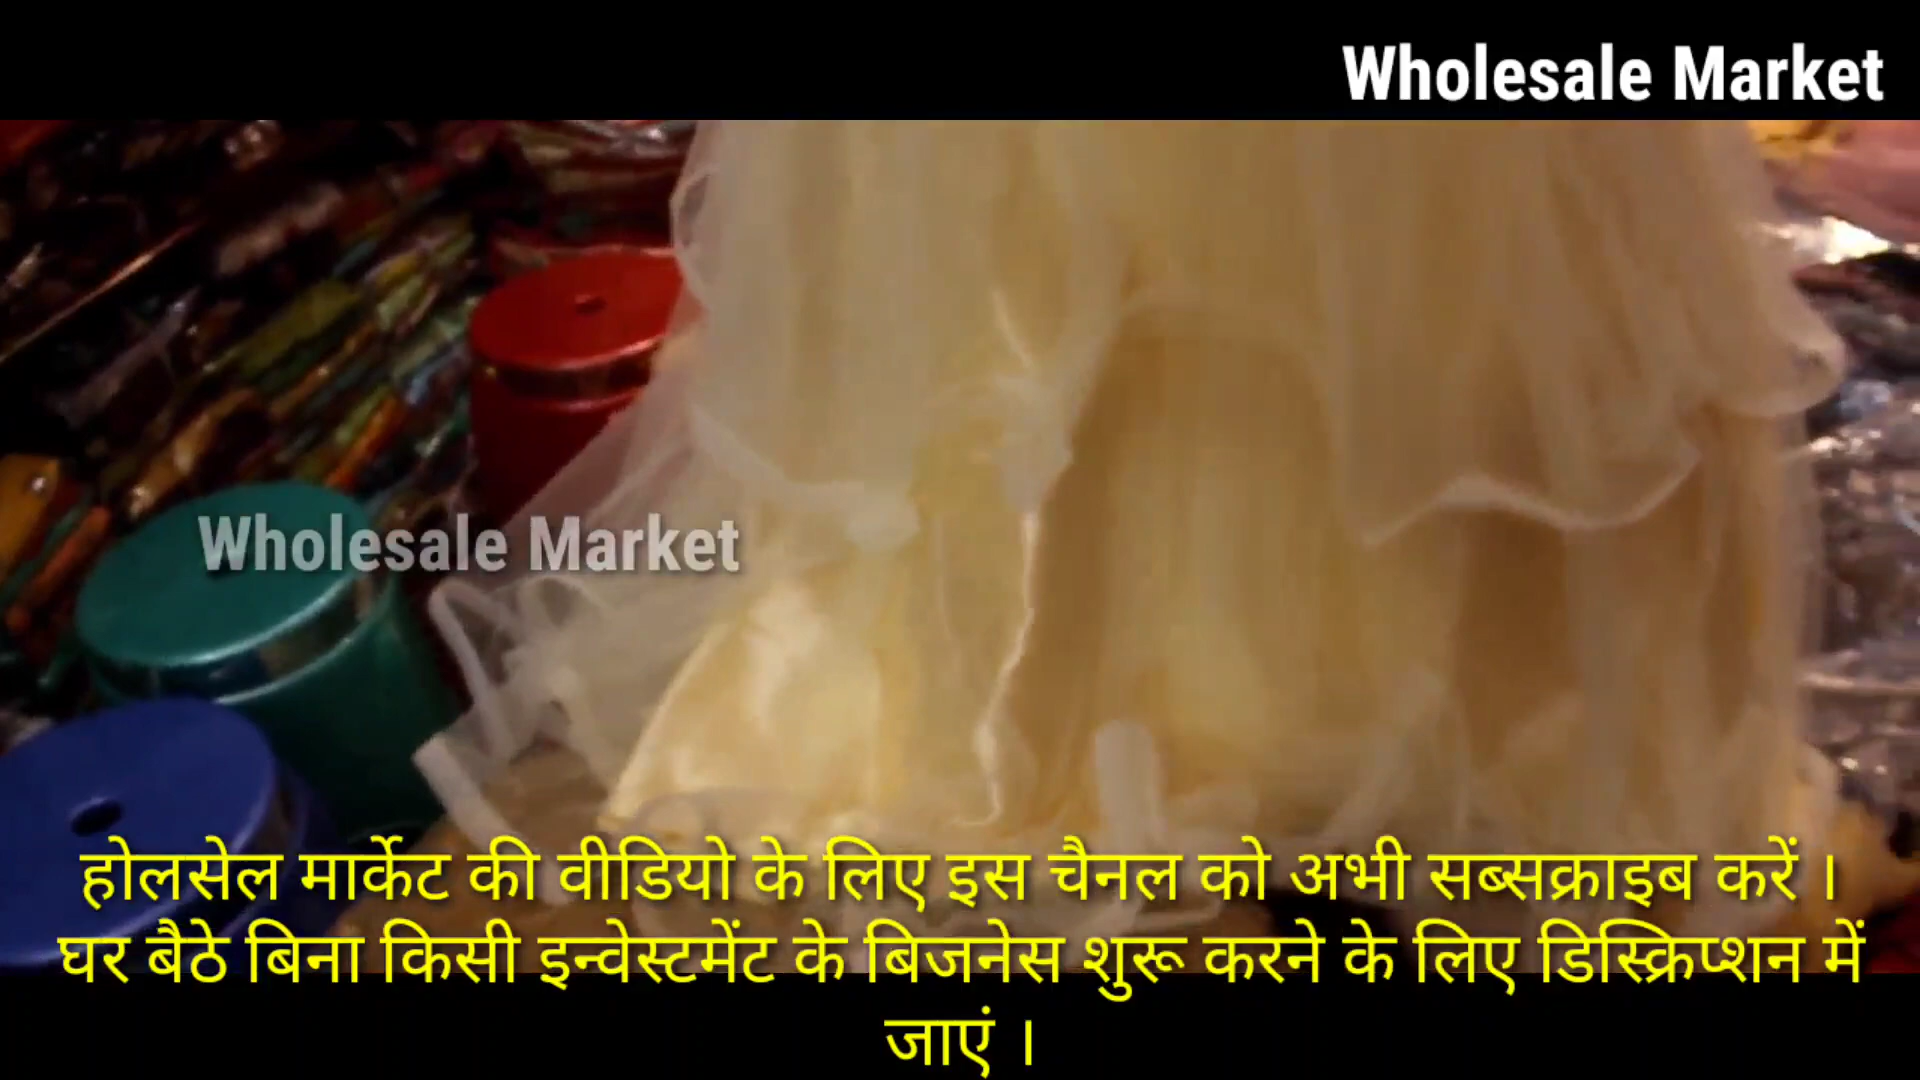 Wholesale Market
Wholesale Market
होलसेल मार्केट की वीडियो के लिए इस चैनल को अभी सब्सक्राइब करें ।
घर बैठे बिना किसी इन्वेस्टमेंट के बिजनेस शुरू करने के लिए डिस्क्रिप्शन में
जाएं ।